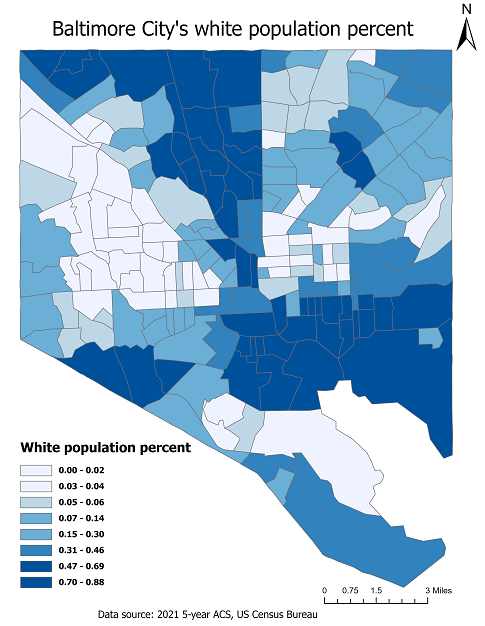 N
Baltimore City's white population percent
White population percent
0.00 - 0.02
0.03 - 0.04
0.05 - 0.06
0.07 - 0.14
0.15 - 0.30
0.31 - 0.46
0.47 - 0.69
0.70 - 0.88
0 0.75 1.5 3 Miles
Data source: 2021 5-year ACS, US Census Bureau